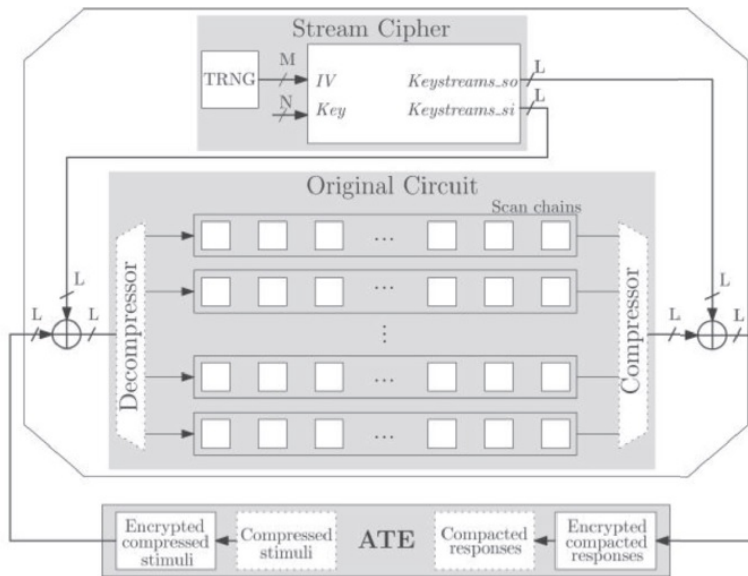 Stream Cipher
TRNG
M
N
IV
Key
Keystreams_so
Keystreams_si
L
L
L
Original Circuit
Scan chains
...
...
...
...
...
Decompressor
Compressor
L
L
L
L
L
L
Encrypted
compressed
stimuli
Compressed
stimuli
ATE
Compacted
responses
Encrypted
compacted
responses